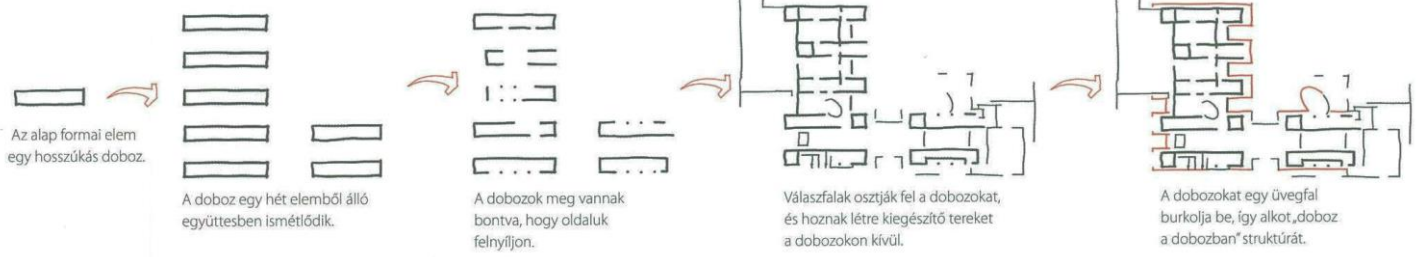 Az alap formai elem
egy hosszúkás doboz.
A doboz egy hét elemből álló
együttesben ismétlődik.
A dobozok meg vannak
bontva, hogy oldaluk
felnyíljon.
Válaszfalak osztják fel a dobozokat,
és hoznak létre kiegészítő tereket
a dobozokon kívül.
A dobozokat egy üvegfal
burkolja be, így alkot „doboz
a dobozban" struktúrát.